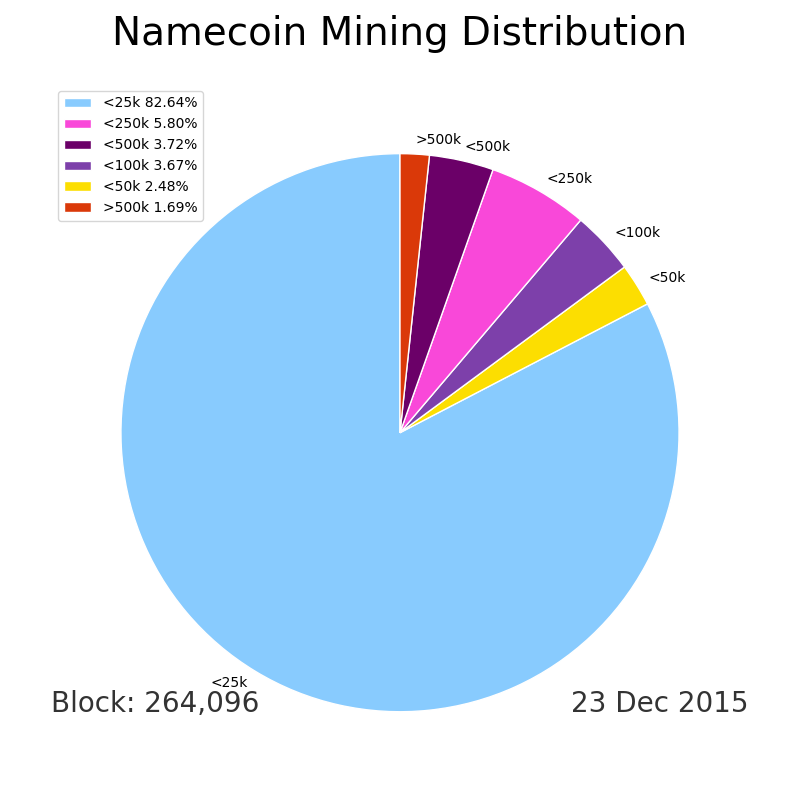 Namecoin Mining Distribution
<25k 82.64%
<250k 5.80%
<500k 3.72%
<100k 3.67%
<50k 2.48%
>500k 1.69%
>500k
<500k
<250k
<100k
<50k
<25k
Block: 264,096
23 Dec 2015